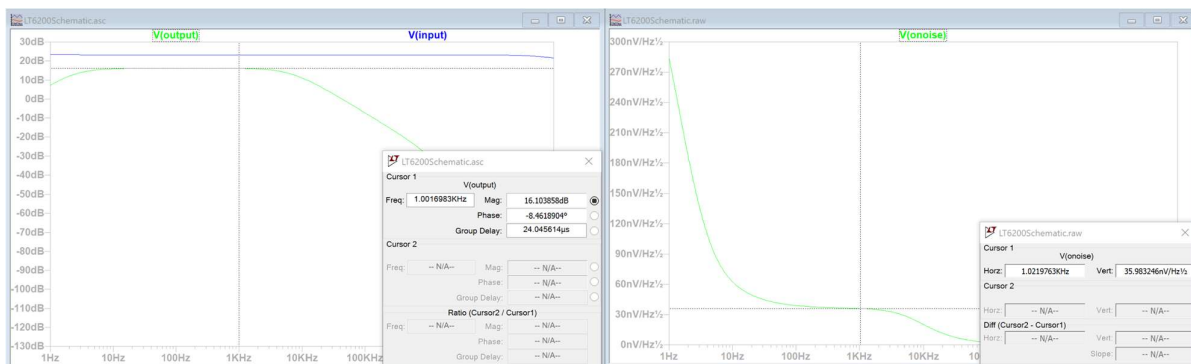 LT6200Schematic.asc
V(output) V(input)
30dB
20dB
10dB
0dB
-10dB
-20dB
-30dB
-40dB
-50dB
-60dB
-70dB
-80dB
-90dB
-100dB
-110dB
-120dB
-130dB
1Hz 10Hz 100Hz 1KHz 10KHz 100KHz
LT6200Schematic.asc
Cursor 1
V(output)
Freq: 1.0016983KHz Mag: 16.103858dB
Phase: -8.4618904º
Group Delay: 24.045614µs
Cursor 2
Freq: -- N/A-- Mag: -- N/A--
Phase: -- N/A--
Group Delay: -- N/A--
Ratio (Cursor2 / Cursor1)
Freq: -- N/A-- Mag: -- N/A--
Phase: -- N/A--
Group Delay: -- N/A--
LT6200Schematic.raw
V(onoise)
300nV/Hz½
270nV/Hz½
240nV/Hz½
210nV/Hz½
180nV/Hz½
150nV/Hz½
120nV/Hz½
90nV/Hz½
60nV/Hz½
30nV/Hz½
0nV/Hz½
1Hz 10Hz 100Hz 1KHz 10KHz
LT6200Schematic.raw
Cursor 1
V(onoise)
Horz: 1.0219763KHz Vert: 35.983246nV/Hz½
Cursor 2
Horz: -- N/A-- Vert: -- N/A--
Diff (Cursor2 - Cursor1)
Horz: -- N/A-- Vert: -- N/A--
Slope: -- N/A--